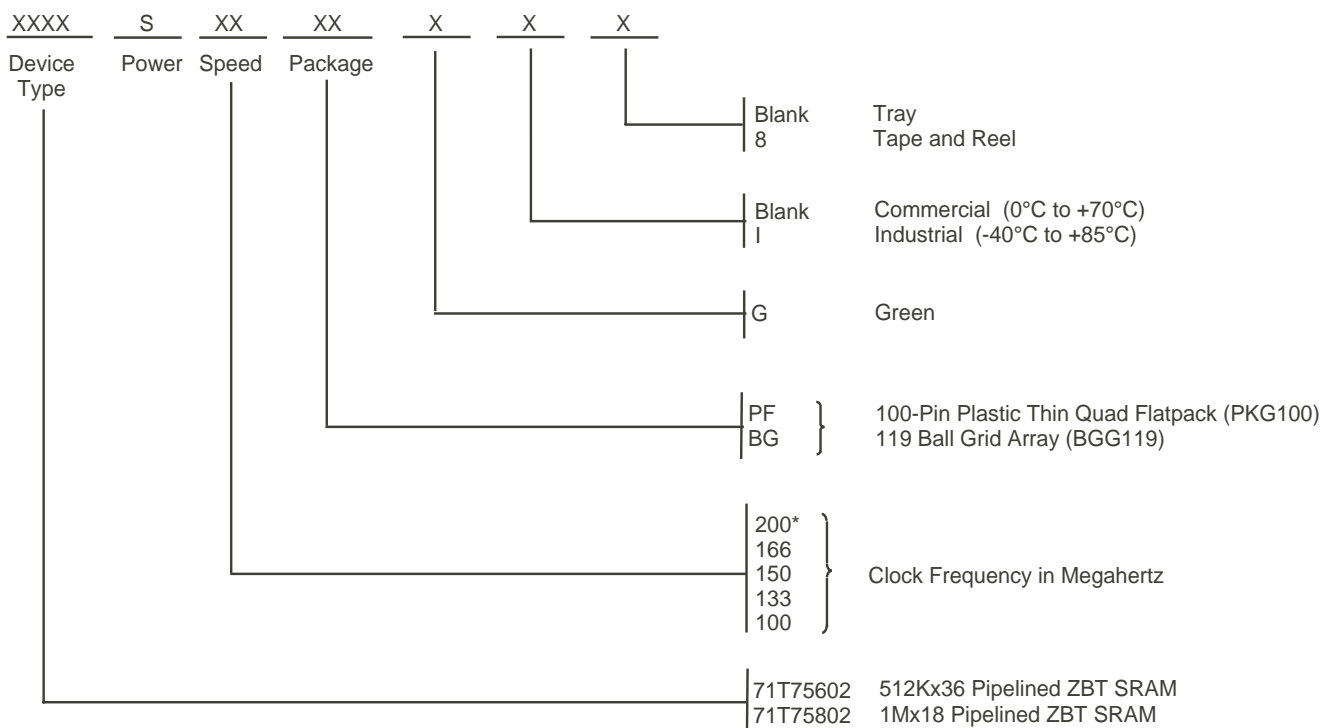 XXXX S XX XX X X X
Device Power Speed Package
Type
Blank Tray
8 Tape and Reel
Blank Commercial (0°C to +70°C)
I Industrial (-40°C to +85°C)
G Green
PF } 100-Pin Plastic Thin Quad Flatpack (PKG100)
BG 119 Ball Grid Array (BGG119)
200*
166
150 } Clock Frequency in Megahertz
133
100
71T75602 512Kx36 Pipelined ZBT SRAM
71T75802 1Mx18 Pipelined ZBT SRAM